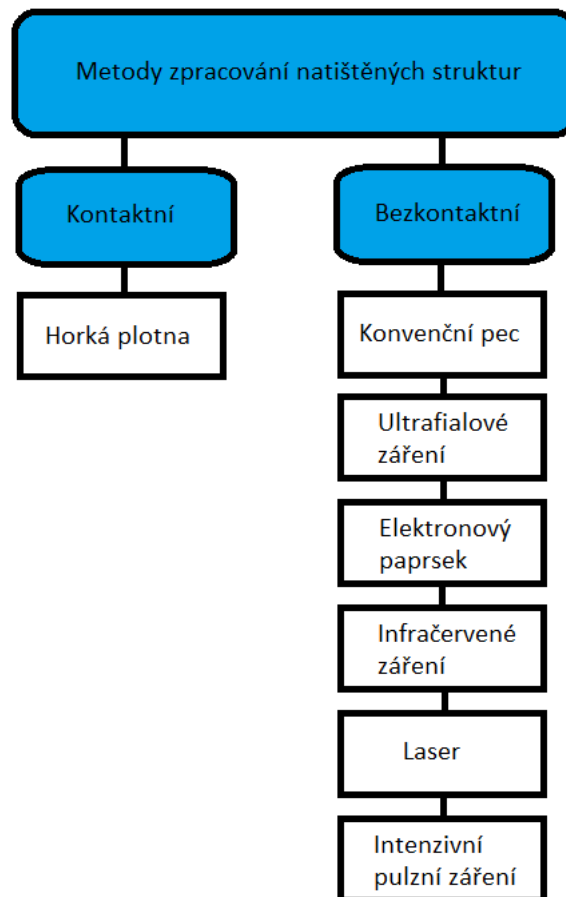 Metody zpracování natištěných struktur
Kontaktní
Bezkontaktní
Horká plotna
Konvenční pec
Ultrafialové
záření
Elektronový
paprsek
Infračervené
záření
Laser
Intenzivní
pulzní záření